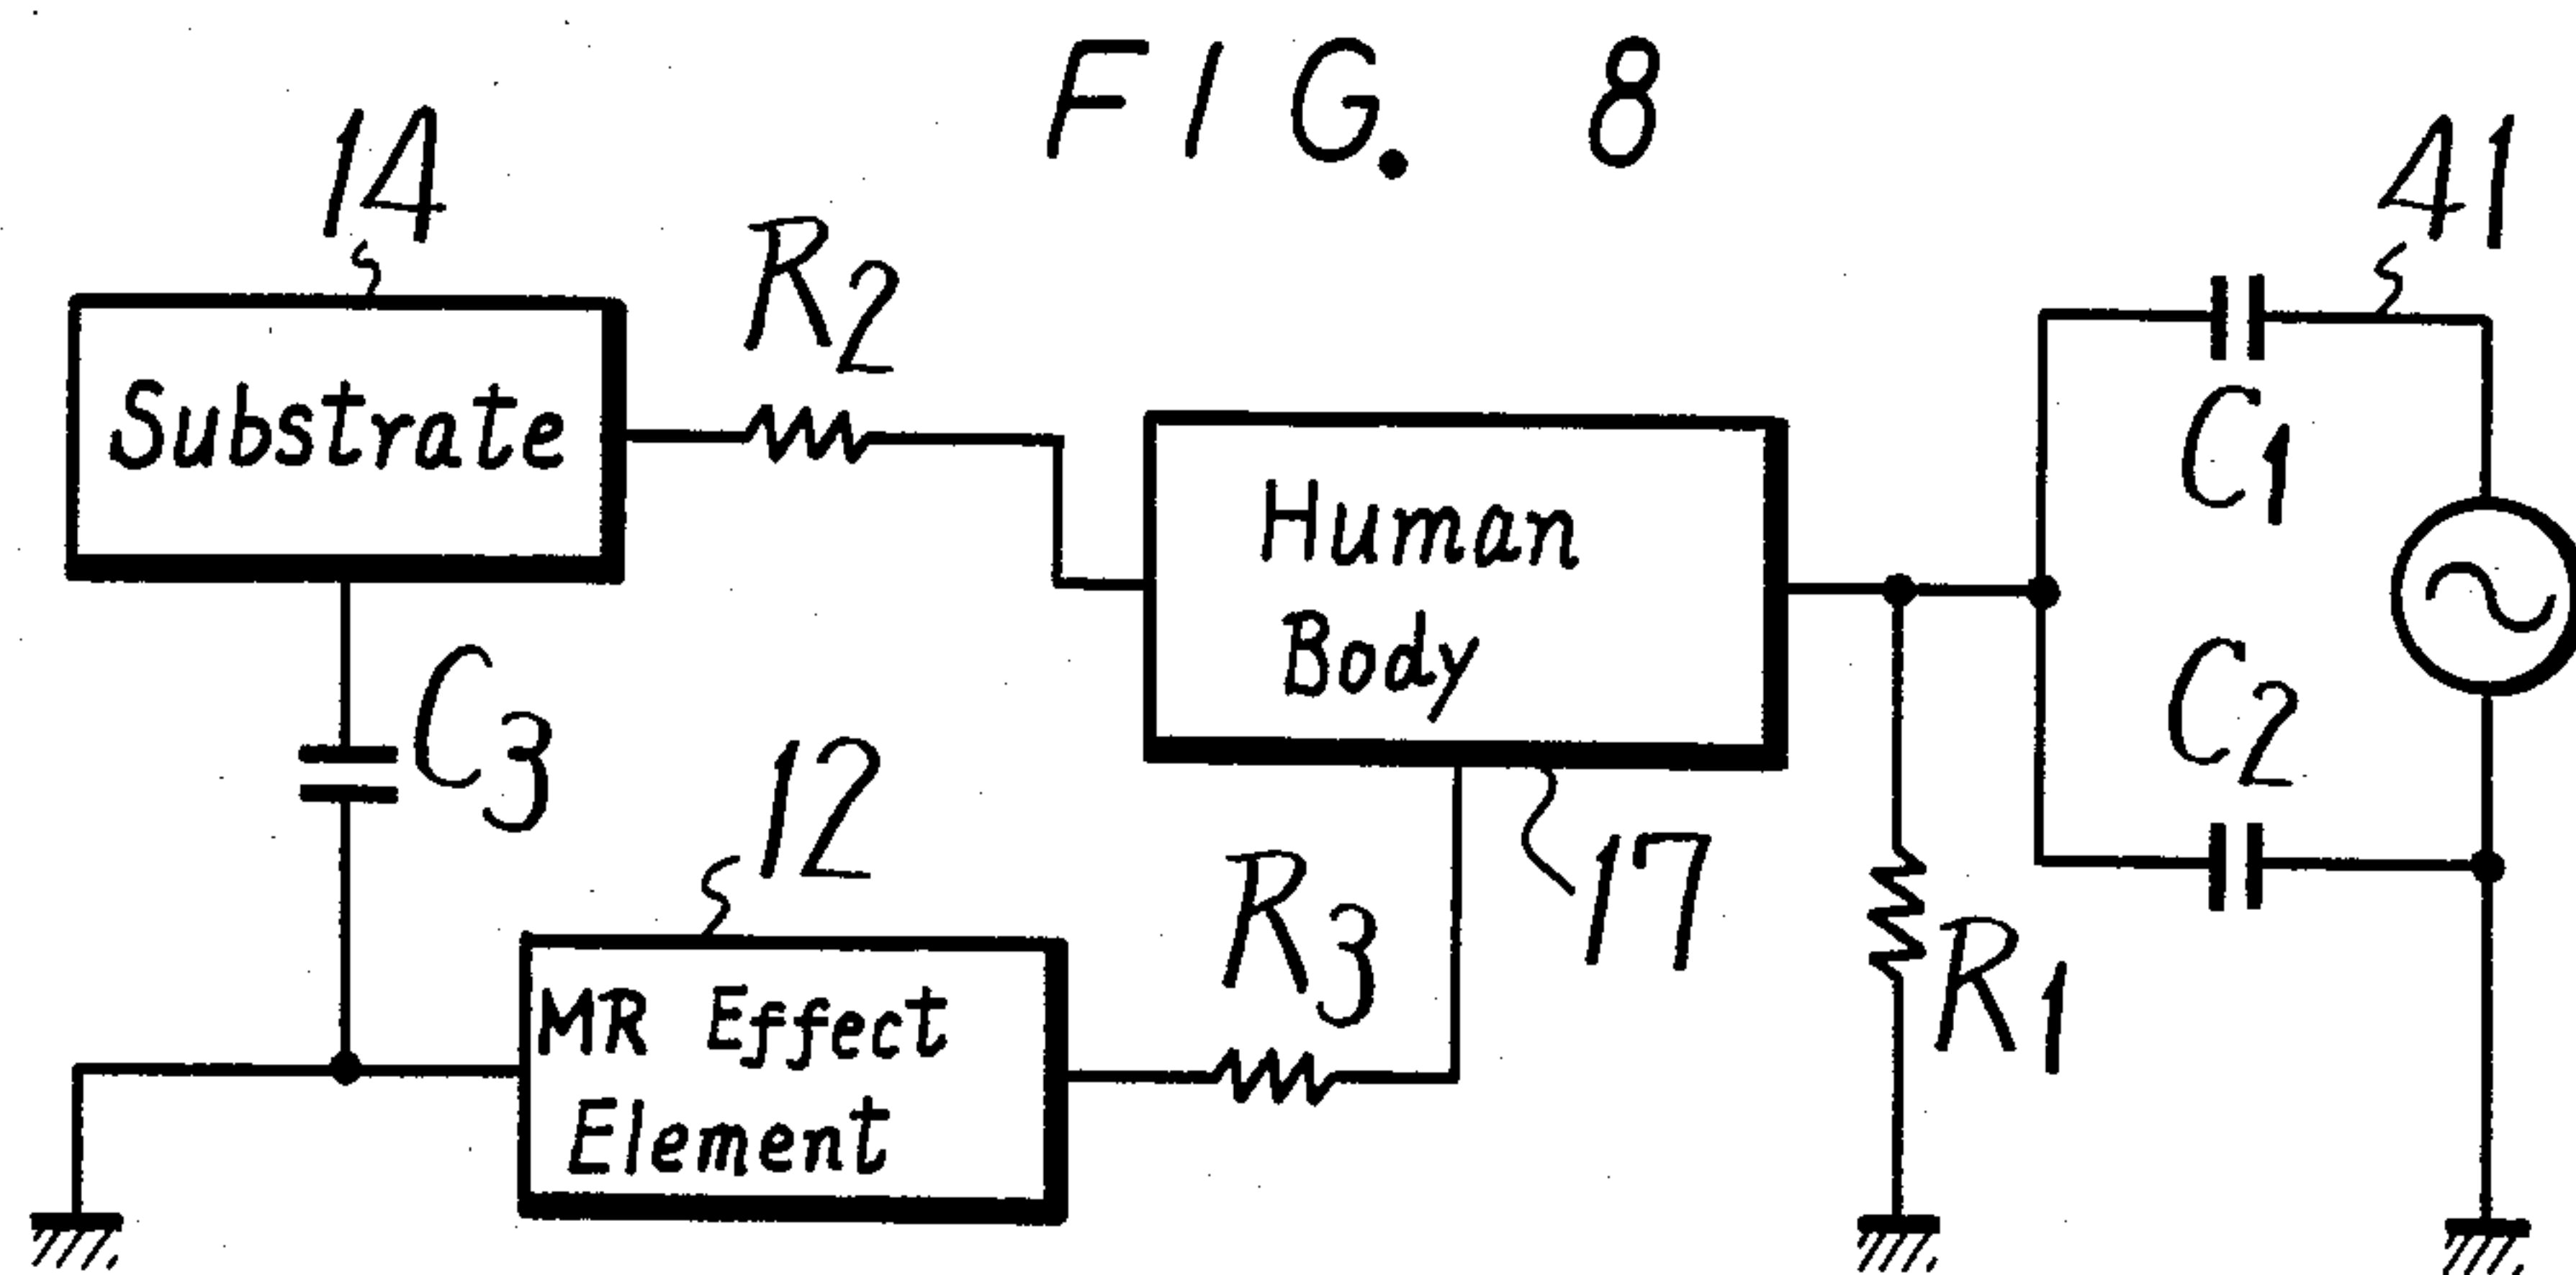 FIG. 8
14
41
R2
Substrate
C1
Human
Body
C3
C2
12
17
R3
R1
MR Effect
Element